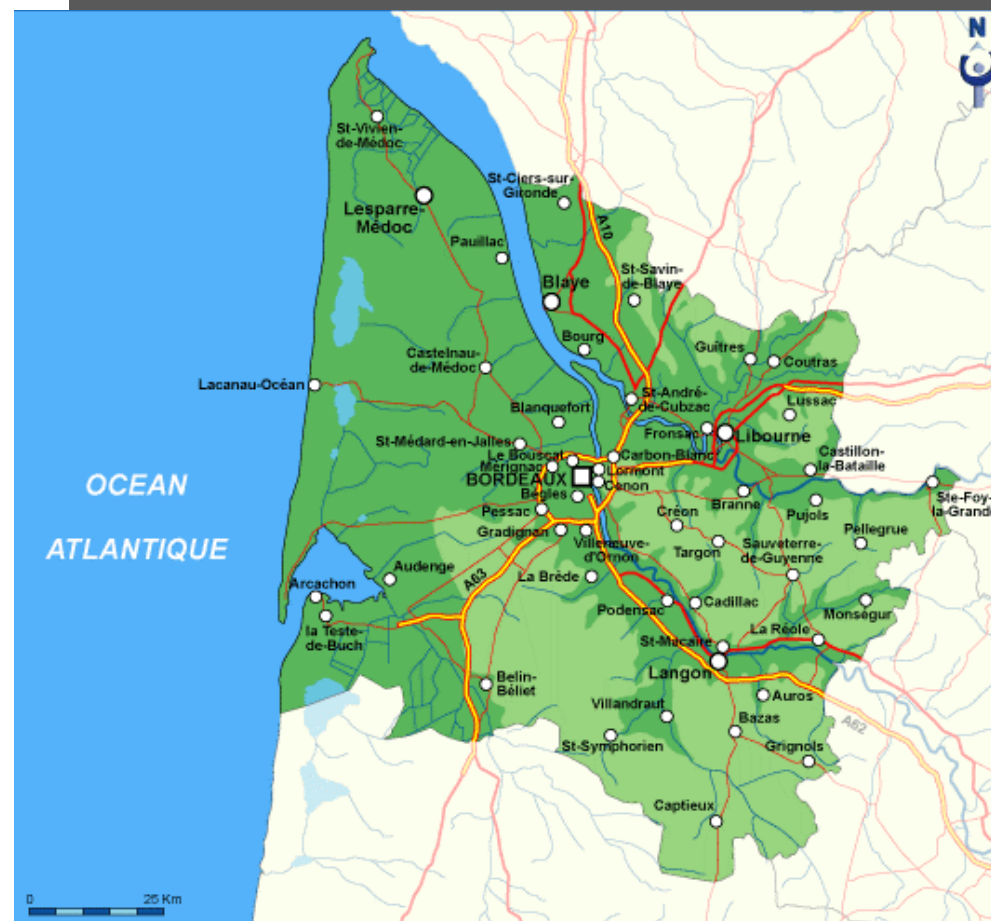 N
St-Vivien-
de-Médoc
St-Ciers-sur-
Gironde
Lesparre-
Médoc
A10
Pauillac
St-Savin-
de-Blaye
Blaye
Bourg
Guîtres
Coutras
Castelnau-
de-Médoc
Lacanau-Océan
St-André-
de-Cubzac
Lussac
Blanquefort
Fronsac
Libourne
St-Médard-en-Jalles
Le Bouscat
Carbon-Blanc
Castillon-
la-Bataille
Mérignac
Lormont
BORDEAUX
Cenon
OCEAN
ATLANTIQUE
Bègles
Branne
Ste-Foy-
la-Grande
Pessac
Créon
Pujols
Gradignan
Villeneuve-
d'Ornon
Targon
Sauveterre-
de-Guyenne
Pellegrue
Audenge
A63
La Brède
Arcachon
Podensac
Cadillac
Monségur
la Teste-
de-Buch
St-Macaire
La Réole
Langon
Belin-
Béliet
Auros
Villandraut
Bazas
A62
St-Symphorien
Grignols
Captieux
0 25 Km